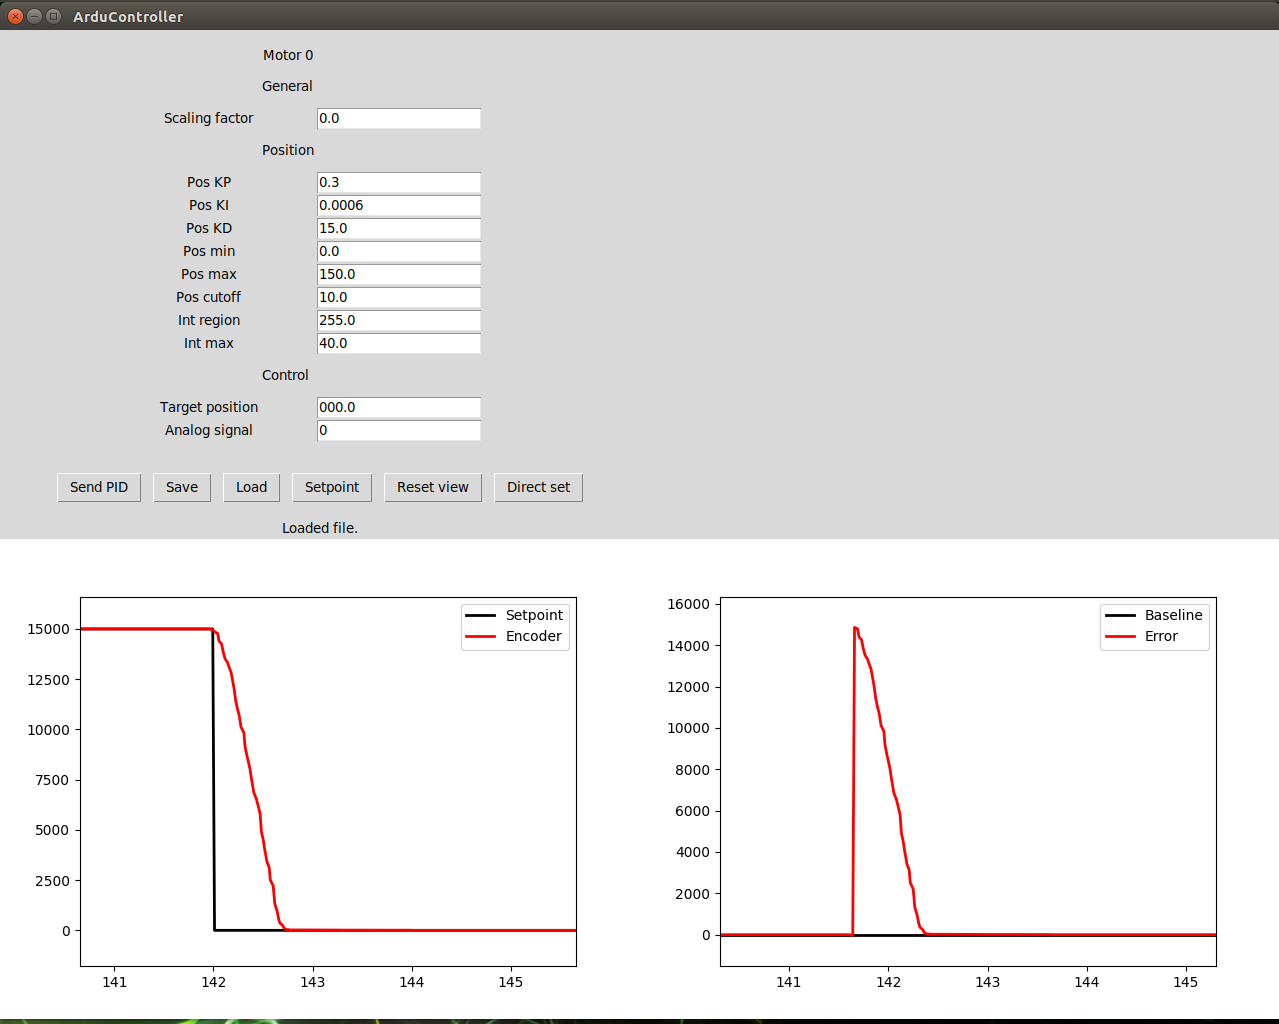 ArduController
Motor 0
General
Scaling factor 0.0
Position
Pos KP 0.3
Pos KI 0.0006
Pos KD 15.0
Pos min 0.0
Pos max 150.0
Pos cutoff 10.0
Int region 255.0
Int max 40.0
Control
Target position 000.0
Analog signal 0
Send PID Save Load Setpoint Reset view Direct set
Loaded file.
Setpoint
Encoder
15000
12500
10000
7500
5000
2500
0
141 142 143 144 145
Baseline
Error
16000
14000
12000
10000
8000
6000
4000
2000
0
141 142 143 144 145